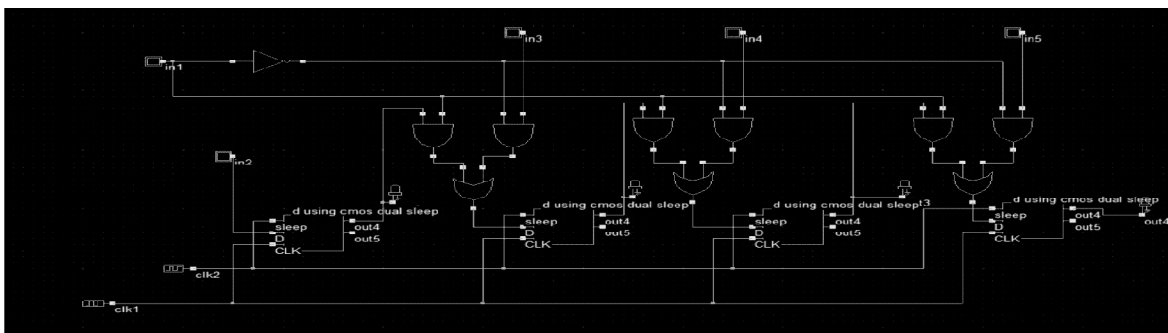 in3
in4
in5
in1
in2
d using cmos dual sleep
sleep
D
CLK
out4
out5
d using cmos dual sleep
sleep
D
CLK
out4
out5
d using cmos dual sleep
sleep
D
CLK
out4
out5
d using cmos dual sleep
sleep
D
CLK
out4
out5
out4
clk2
clk1